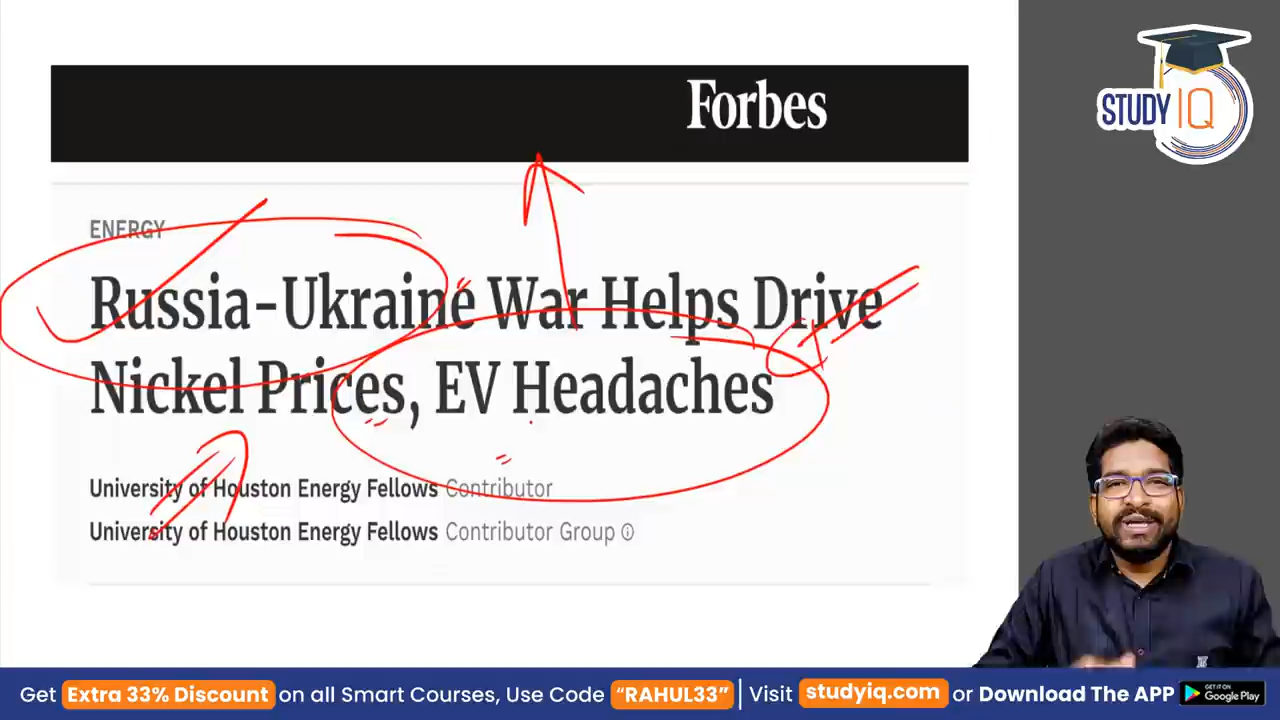 Forbes
STUDY IQ
ENERGY
Russia-Ukraine War Helps Drive
Nickel Prices, EV Headaches
University of Houston Energy Fellows Contributor
University of Houston Energy Fellows Contributor Group
Get Extra 33% Discount on all Smart Courses, Use Code "RAHUL33" | Visit studyiq.com or Download The APP GET IT ON Google Play